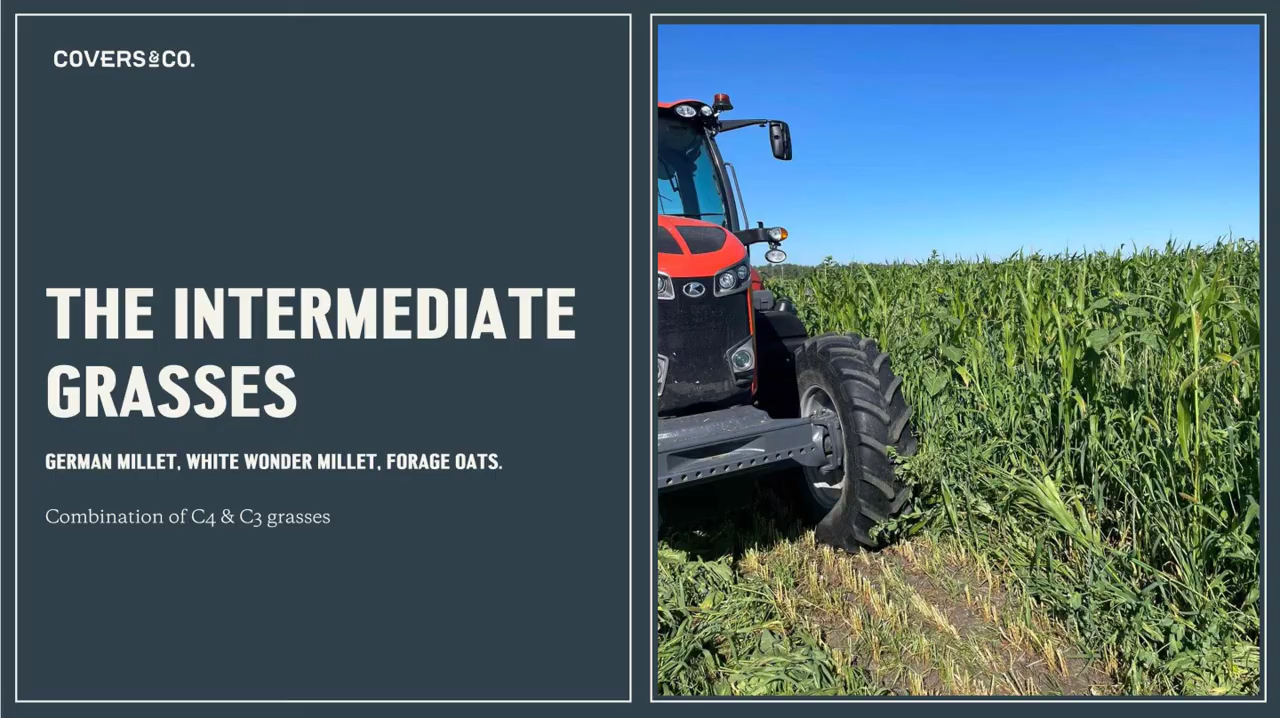 COVERS&CO.
THE INTERMEDIATE
GRASSES
GERMAN MILLET, WHITE WONDER MILLET, FORAGE OATS.
Combination of C4 & C3 grasses